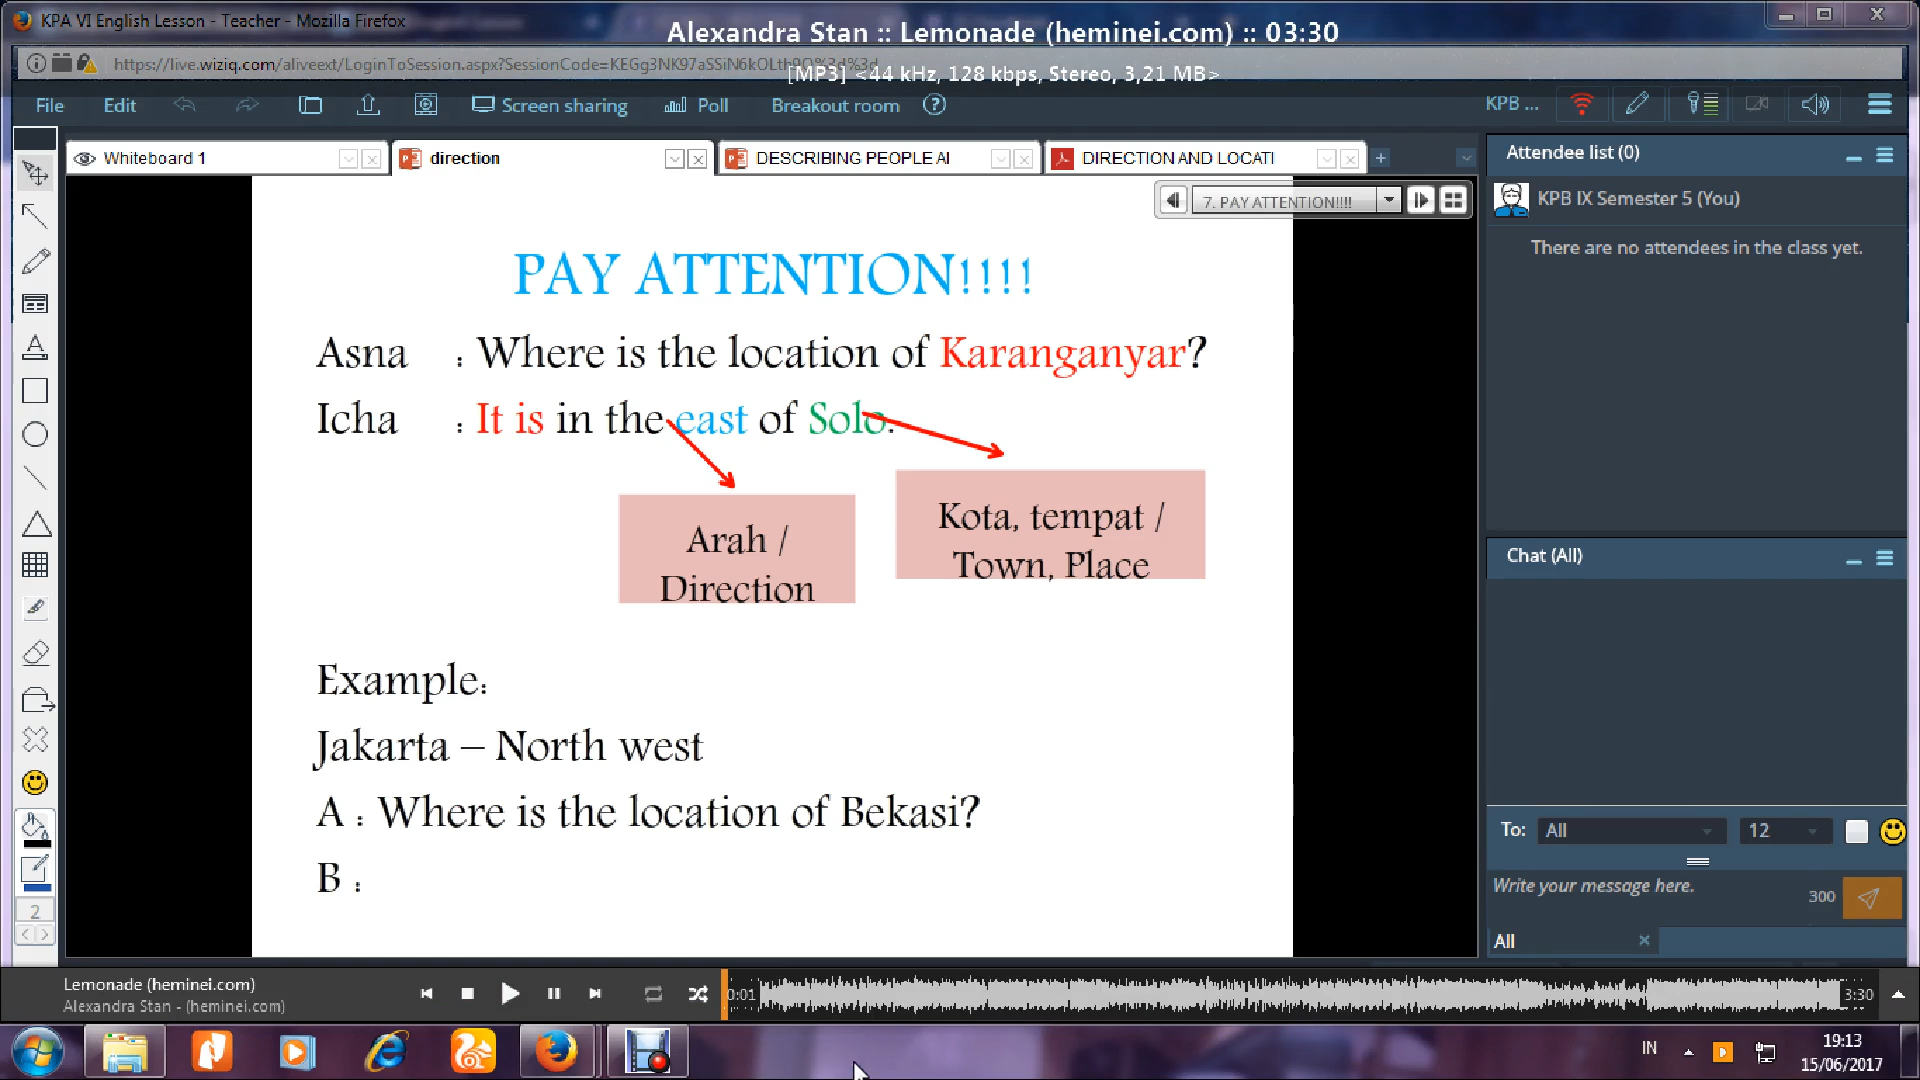 KPA VI English Lesson - Teacher - Mozilla Firefox
Alexandra Stan :: Lemonade (heminei.com) :: 03:30
[MP3] <44 kHz, 128 kbps, Stereo, 3,21 MB>
File Edit Screen sharing Poll Breakout room KPB ...
Whiteboard 1
direction
DESCRIBING PEOPLE AI
DIRECTION AND LOCATI
Attendee list (0)
KPB IX Semester 5 (You)
There are no attendees in the class yet.
7. PAY ATTENTION!!!!
PAY ATTENTION!!!!
Asna : Where is the location of Karanganyar?
Icha : It is in the east of Solo.
Arah /
Direction
Kota, tempat /
Town, Place
Example:
Jakarta – North west
A : Where is the location of Bekasi?
B :
2
Chat (All)
To: All 12
Write your message here.
300
All
Lemonade (heminei.com)
Alexandra Stan - (heminei.com)
0:01
3:30
IN
19:13
15/06/2017